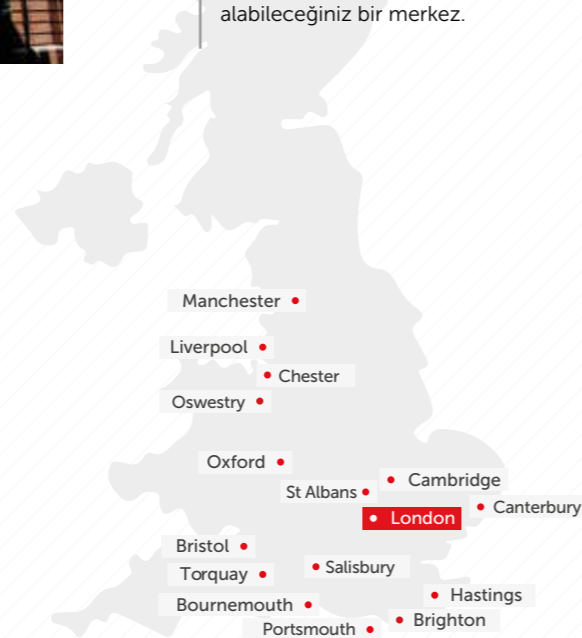 alabileceğiniz bir merkez.
Manchester
Liverpool
Chester
Oswestry
Oxford
Cambridge
St Albans
Canterbury
London
Bristol
Salisbury
Torquay
Hastings
Bournemouth
Brighton
Portsmouth